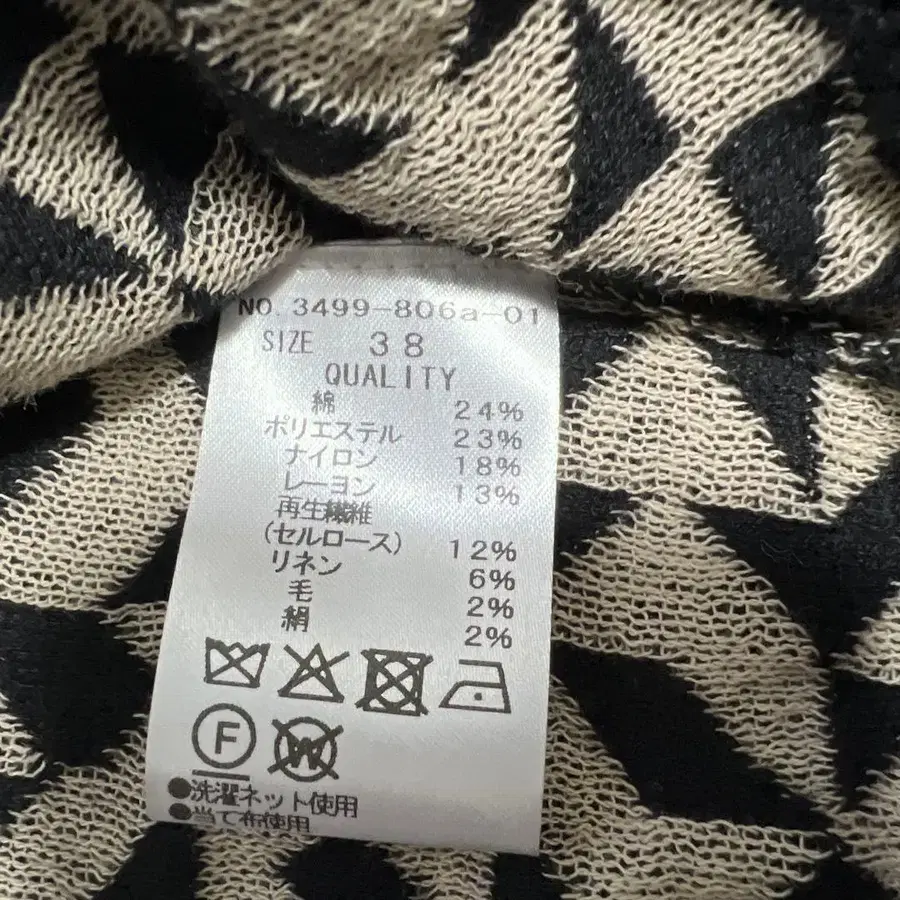 NO. 3499-806a-01
SIZE 38
QUALITY
綿 24%
ポリエステル 23%
ナイロン 18%
レーヨン 13%
再生繊維
(セルロース) 12%
リネン 6%
毛 2%
絹 2%
F W
●洗濯ネット使用
●当て布使用